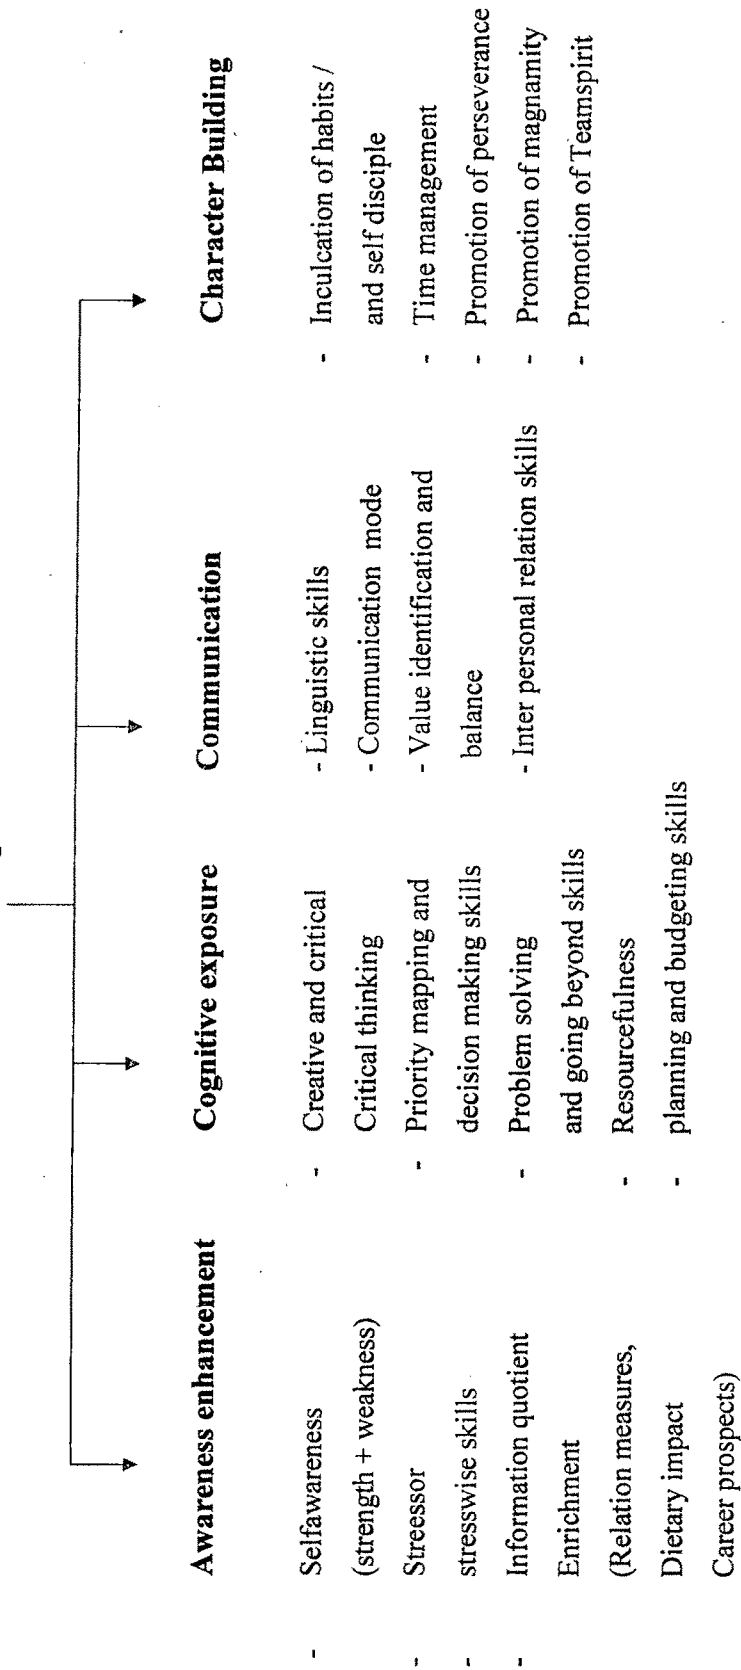 Awareness enhancement
- Selfawareness
(strength + weakness)
- Streessor
- stresswise skills
- Information quotient
Enrichment
(Relation measures,
Dietary impact
Career prospects)
Cognitive exposure
- Creative and critical
Critical thinking
- Priority mapping and
decision making skills
- Problem solving
and going beyond skills
- Resourcefulness
- planning and budgeting skills
Communication
- Linguistic skills
- Communication mode
- Value identification and
balance
- Inter personal relation skills
Character Building
- Inculcation of habits /
and self disciple
- Time management
- Promotion of perseverance
- Promotion of magnamity
- Promotion of Teamspirit